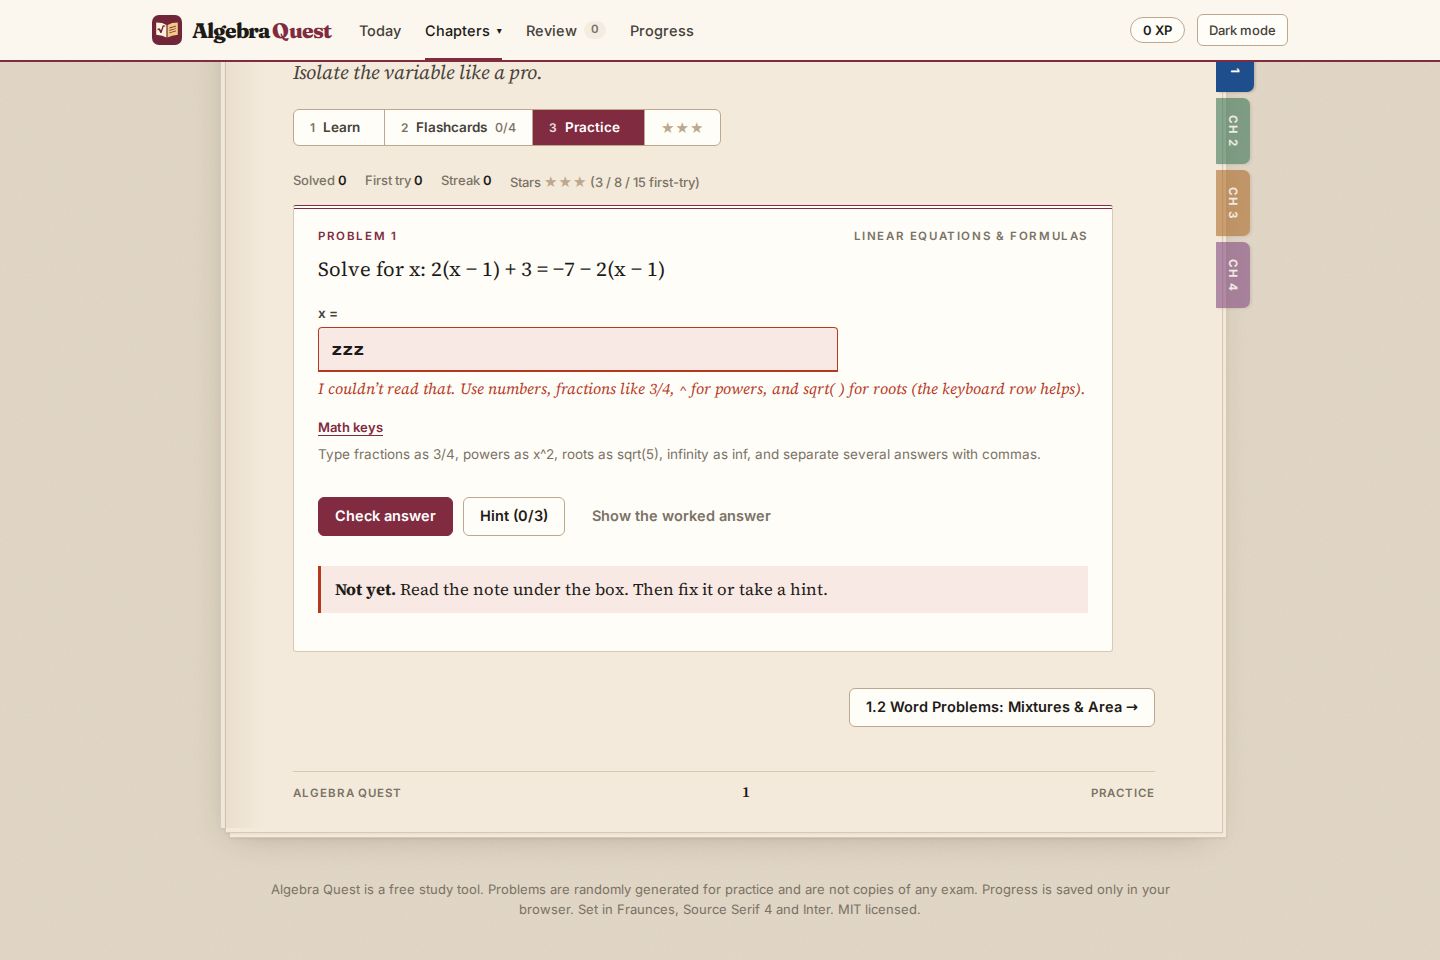 Algebra Quest Today Chapters ▾ Review 0 Progress 0 XP Dark mode
Isolate the variable like a pro.
1
1 Learn 2 Flashcards 0/4 3 Practice ★★★
CH 2
Solved 0 First try 0 Streak 0 Stars ★★★ (3 / 8 / 15 first-try)
CH 3
PROBLEM 1 LINEAR EQUATIONS & FORMULAS
Solve for x: 2(x − 1) + 3 = −7 − 2(x − 1)
CH 4
x =
zzz
I couldn’t read that. Use numbers, fractions like 3/4, ^ for powers, and sqrt( ) for roots (the keyboard row helps).
Math keys
Type fractions as 3/4, powers as x^2, roots as sqrt(5), infinity as inf, and separate several answers with commas.
Check answer Hint (0/3) Show the worked answer
Not yet. Read the note under the box. Then fix it or take a hint.
1.2 Word Problems: Mixtures & Area →
ALGEBRA QUEST 1 PRACTICE
Algebra Quest is a free study tool. Problems are randomly generated for practice and are not copies of any exam. Progress is saved only in your
browser. Set in Fraunces, Source Serif 4 and Inter. MIT licensed.